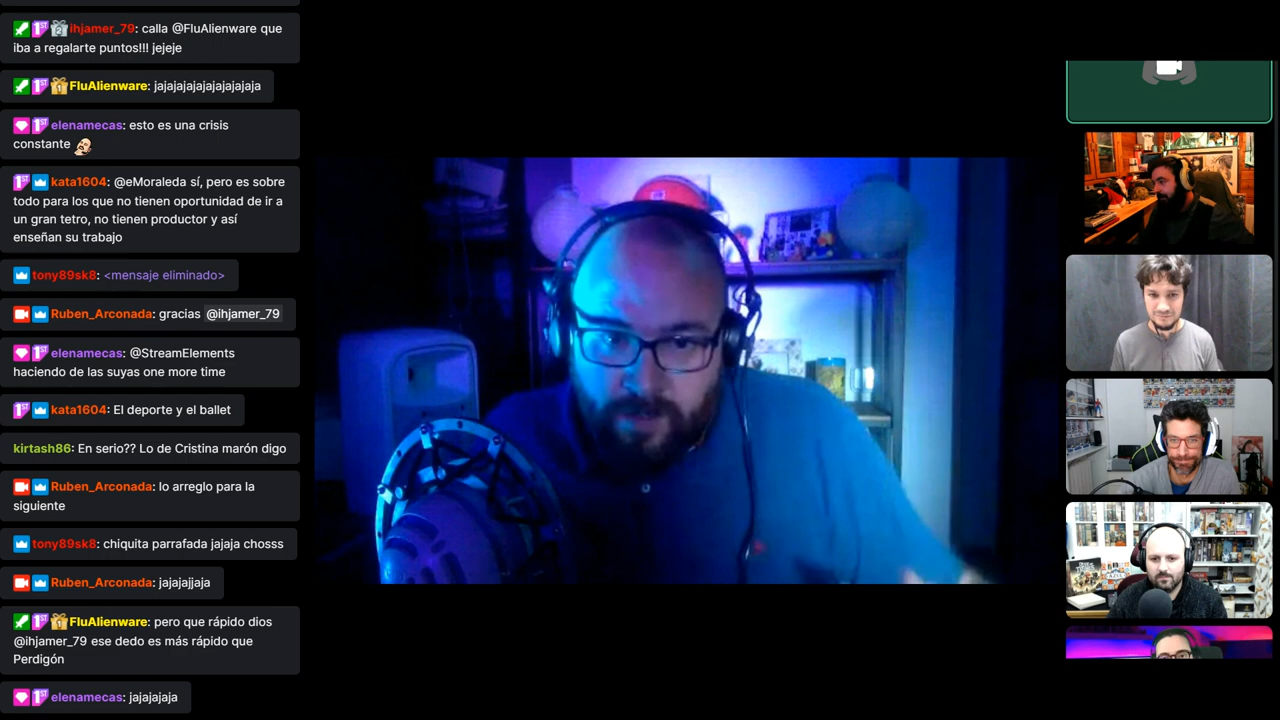 ihjamer_79: calla @FluAlienware que
iba a regalarte puntos!!! jejeje
FluAlienware: jajajajajajajajajaja
elenamecas: esto es una crisis
constante
kata1604: @eMoraleda sí, pero es sobre
todo para los que no tienen oportunidad de ir a
un gran tetro, no tienen productor y así
enseñan su trabajo
tony89sk8: <mensaje eliminado>
Ruben_Arconada: gracias @ihjamer_79
elenamecas: @StreamElements
haciendo de las suyas one more time
kata1604: El deporte y el ballet
kirtash86: En serio?? Lo de Cristina marón digo
Ruben_Arconada: lo arreglo para la
siguiente
tony89sk8: chiquita parrafada jajaja chosss
Ruben_Arconada: jajajajjaja
FluAlienware: pero que rápido dios
@ihjamer_79 ese dedo es más rápido que
Perdigón
elenamecas: jajajajaja